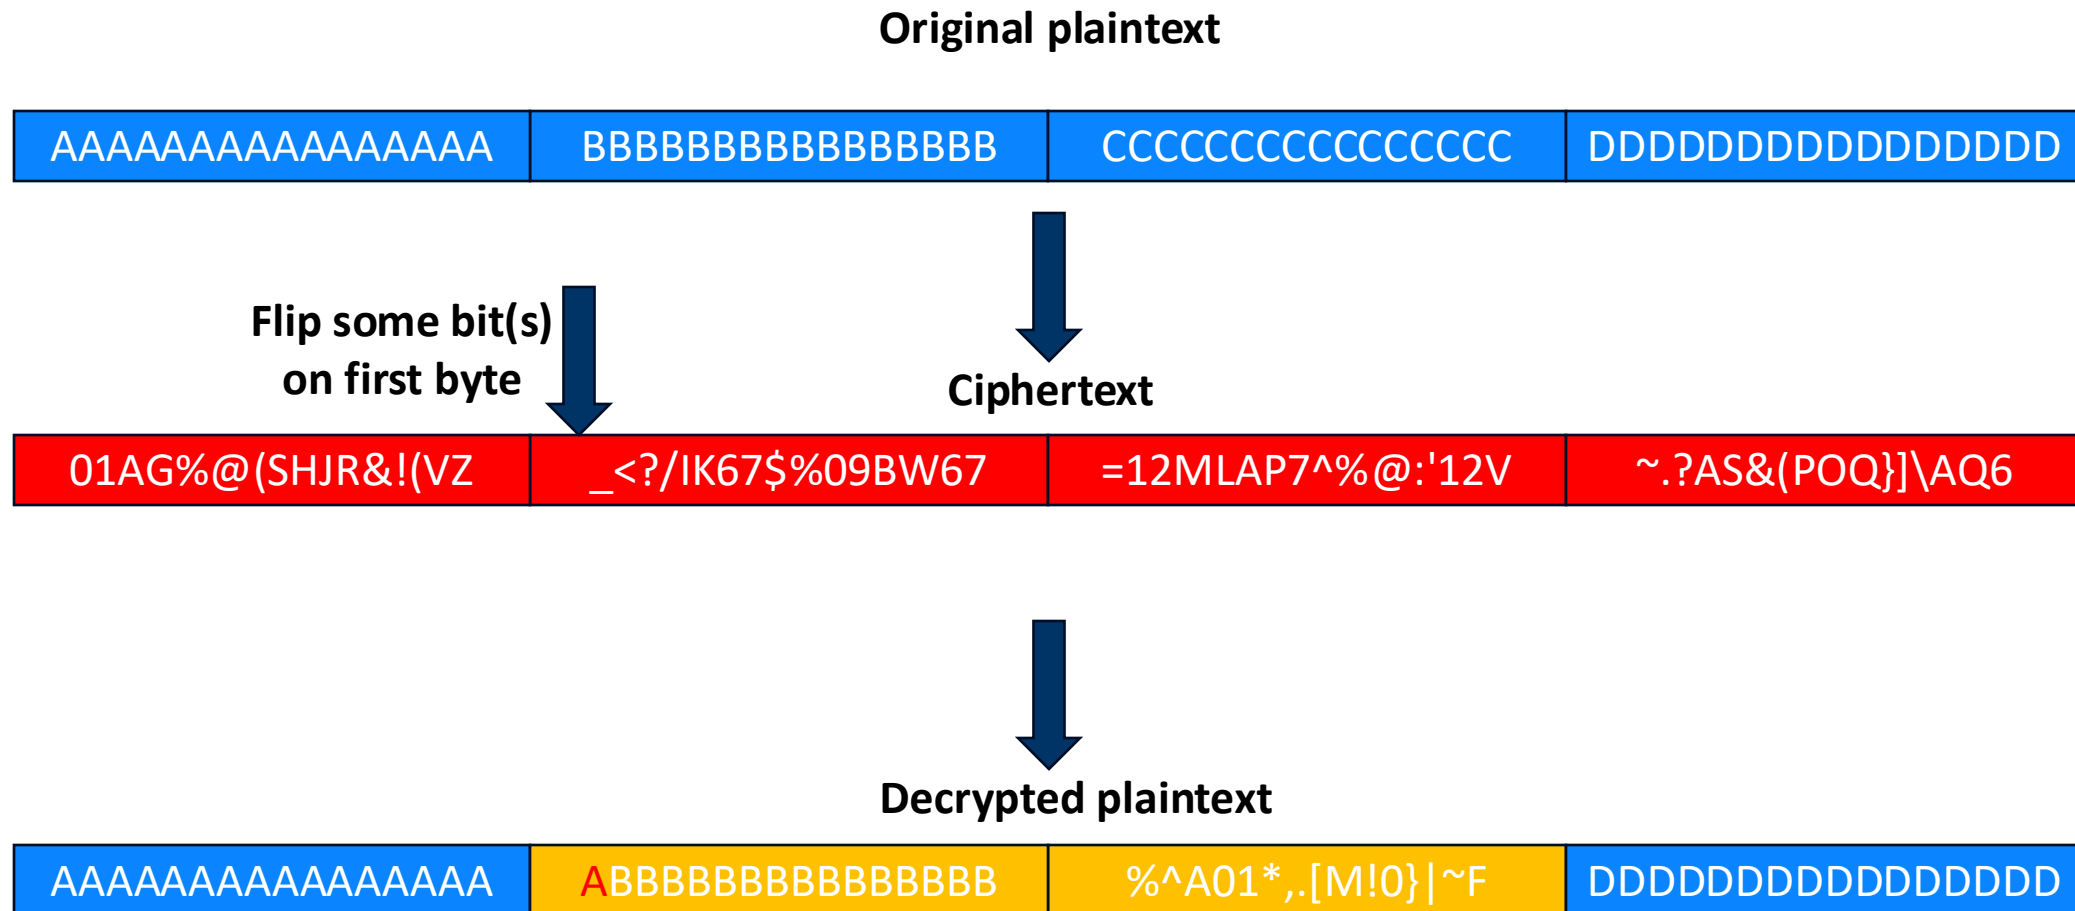 Original plaintext
AAAAAAAAAAAAAAAA BBBBBBBBBBBBBBBB CCCCCCCCCCCCCCCC DDDDDDDDDDDDDDDD
Flip some bit(s)
on first byte
Ciphertext
01AG%@(SHJR&!(VZ _<?/IK67$%09BW67 =12MLAP7^%@:'12V ~.?AS&(POQ}]\AQ6
Decrypted plaintext
AAAAAAAAAAAAAAAA ABBBBBBBBBBBBBBB %^A01*,.[M!0}|~F DDDDDDDDDDDDDDDD